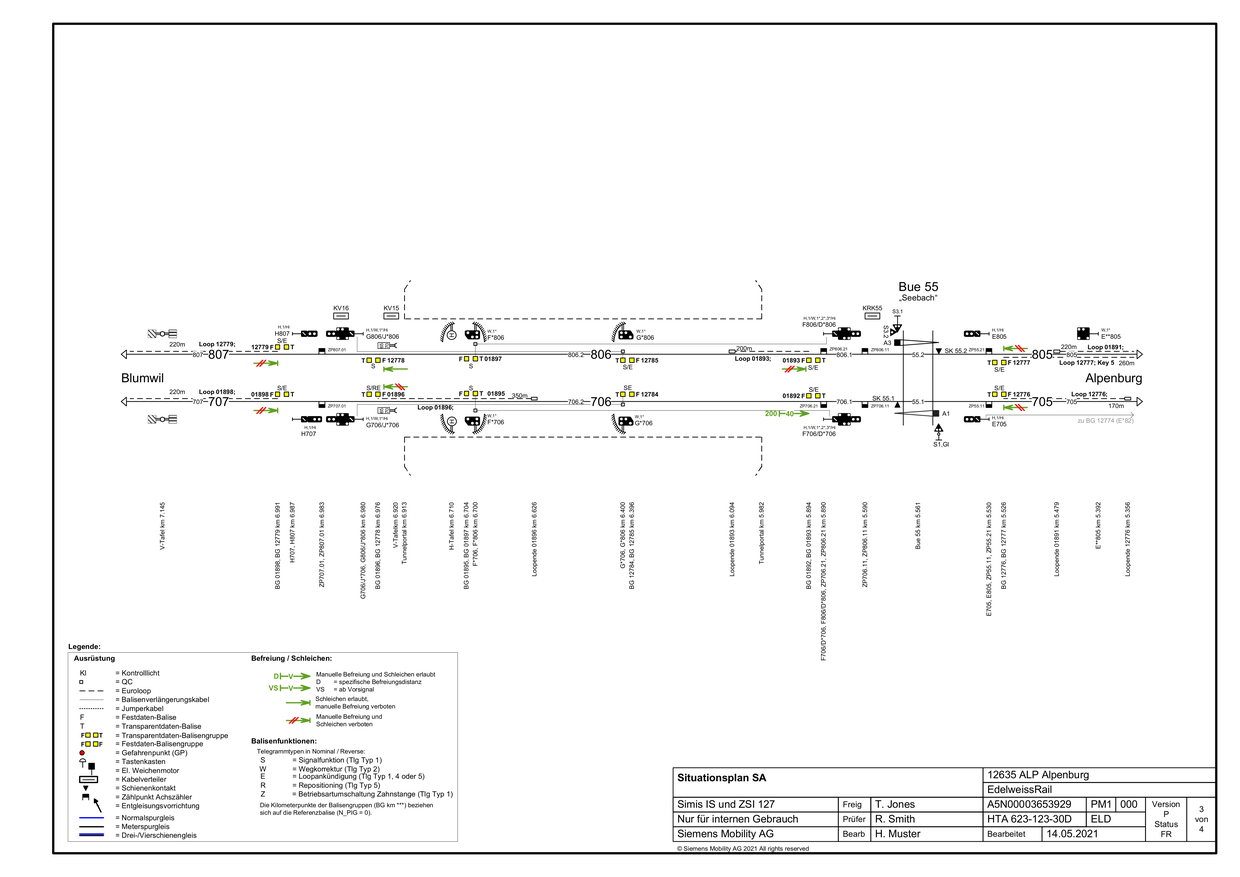 Bue 55
„Seebach"
KV16
KV15
KRK55
S3.1
S3.2
H,1/Hl
H807
S/E
H,1/W,1*,2*
G806/J*806
W,1*
F*806
W,1*
G*806
H,1/W,1*,2,3*/Hl
F806/D*806
A3
H,1/Hl
E805
W,1*
E**805
220m
Loop 12779;
12779 F
T
ZP807.01
807
807
T
F 12778
S
F
T 01897
S
806.2
806
T
F 12785
S/E
200m
Loop 01893;
01893 F
T
S/E
ZP806.21
806.1
ZP806.11
55.2
SK 55.2
ZP55.21
T
F 12777
S/E
805
805
220m
Loop 01891;
Loop 12777; Key 5
260m
Blumwil
Alpenburg
220m
Loop 01898;
S/E
01898 F
T
707
707
ZP707.01
S/RE
T
F 01896
Loop 01896;
S
F
T 01895
350m
706.2
706
SE
T
F 12784
S/E
01892 F
T
200
40
ZP706.21
706.1
ZP706.11
SK 55.1
55.1
ZP55.11
S/E
T
F 12776
705
705
Loop 12776;
170m
zu BG 12774 (E*82)
H,1/Hl
H707
H,1/W,1*,2*
G706/J*706
W,1*
F*706
W,1*
G*706
H,1/W,1*,2,3*/Hl
F706/D*706
A1
S1,Gl
H,1/Hl
E705
V-Tafel km 7.145
BG 01898, BG 12779 km 6.991
H707, H807 km 6.987
ZP707.01, ZP807.01 km 6.983
G706/J*706, G806/J*806 km 6.980
BG 01896, BG 12778 km 6.976
V-Tafelkm 6.920
Tunnelportal km 6.913
H-Tafel km 6.710
BG 01895, BG 01897 km 6.704
F*706, F*806 km 6.700
Loopende 01896 km 6.626
G*706, G*806 km 6.400
BG 12784, BG 12785 km 6.396
Loopende 01893 km 6.094
Tunnelportal km 5.982
BG 01892, BG 01893 km 5.894
F706/D*706, F806/D*806, ZP706.21, ZP806.21 km 5.890
ZP706.11, ZP806.11 km 5.590
Bue 55 km 5.561
E705, E805, ZP55.11, ZP55.21 km 5.530
BG 12776, BG 12777 km 5.526
Loopende 01891 km 5.479
E**805 km 5.392
Loopende 12776 km 5.356
Legende:
Ausrüstung
Kl = Kontrolllicht
= QC
= Euroloop
= Balisenverlängerungskabel
= Jumperkabel
F = Festdaten-Balise
T = Transparentdaten-Balise
F T = Transparentdaten-Balisengruppe
F F = Festdaten-Balisengruppe
= Gefahrenpunkt (GP)
= Tastenkasten
= El. Weichenmotor
= Kabelverteiler
= Schienenkontakt
= Zählpunkt Achszähler
= Entgleisungsvorrichtung
= Normalspurgleis
= Meterspurgleis
= Drei-/Vierschienengleis
Befreiung / Schleichen:
D V Manuelle Befreiung und Schleichen erlaubt
D = spezifische Befreiungsdistanz
VS V VS = ab Vorsignal
Schleichen erlaubt,
manuelle Befreiung verboten
Manuelle Befreiung und
Schleichen verboten
Balisenfunktionen:
Telegrammtypen in Nominal / Reverse:
S = Signalfunktion (Tlg Typ 1)
W = Wegkorrektur (Tlg Typ 2)
E = Loopankündigung (Tlg Typ 1, 4 oder 5)
R = Repositioning (Tlg Typ 5)
Z = Betriebsartumschaltung Zahnstange (Tlg Typ 1)
Die Kilometerpunkte der Balisengruppen (BG km ***) beziehen
sich auf die Referenzbalise (N_PIG = 0).
Situationsplan SA
12635 ALP Alpenburg
EdelweissRail
Simis IS und ZSI 127
Freig
T. Jones
A5N00003653929
PM1
000
Nur für internen Gebrauch
Prüfer
R. Smith
HTA 623-123-30D
ELD
Siemens Mobility AG
Bearb
H. Muster
Bearbeitet
14.05.2021
Version
P
Status
FR
3
von
4
© Siemens Mobility AG 2021 All rights reserved